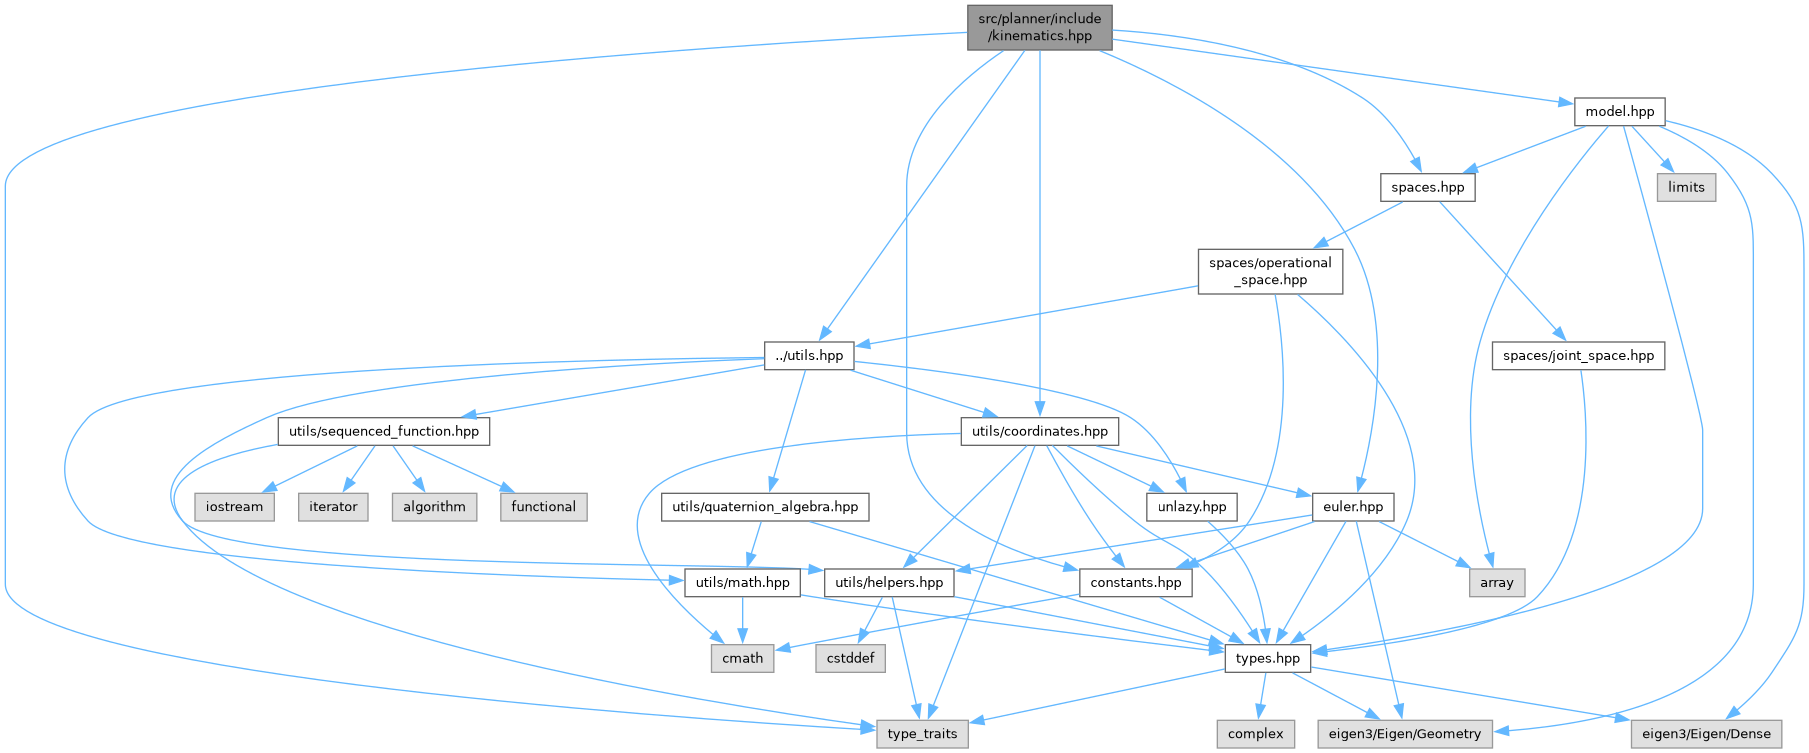 src/planner/include
/kinematics.hpp
model.hpp
spaces.hpp
limits
spaces/operational
_space.hpp
../utils.hpp
spaces/joint_space.hpp
utils/sequenced_function.hpp
utils/coordinates.hpp
iostream
iterator
algorithm
functional
utils/quaternion_algebra.hpp
unlazy.hpp
euler.hpp
utils/math.hpp
utils/helpers.hpp
constants.hpp
array
cmath
cstddef
types.hpp
type_traits
complex
eigen3/Eigen/Geometry
eigen3/Eigen/Dense